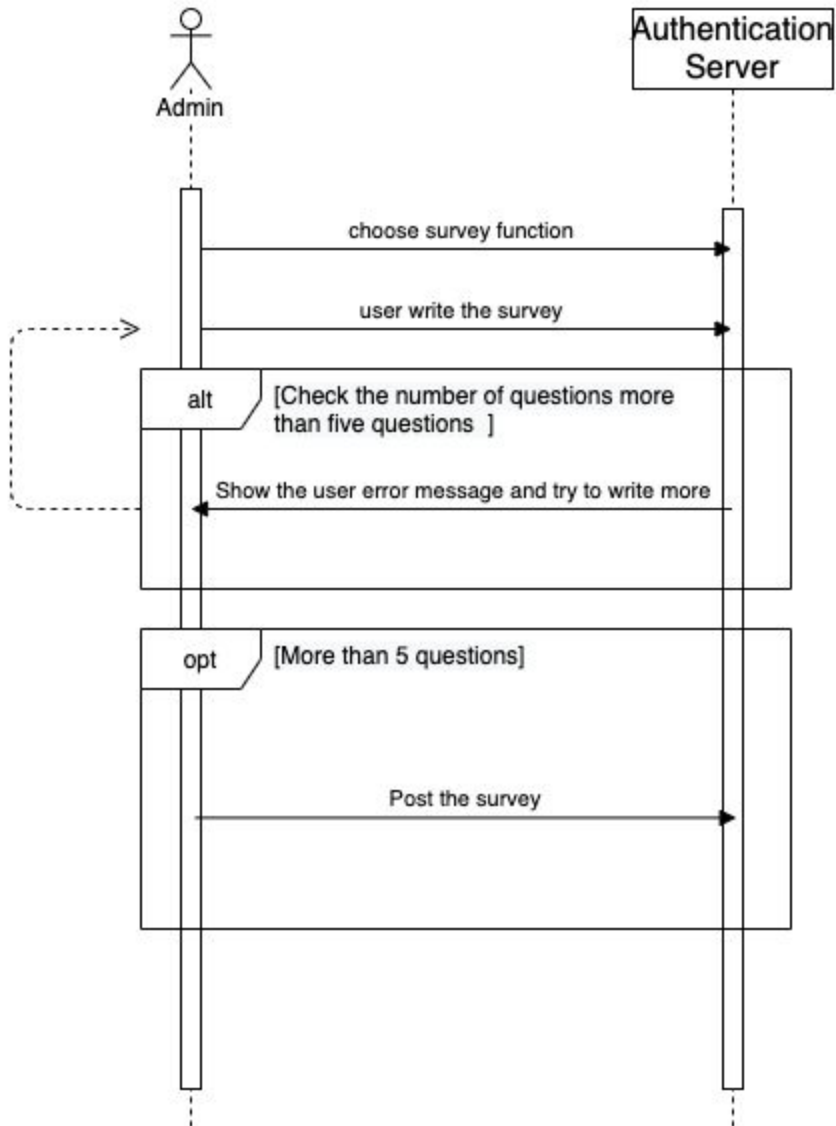 Admin
Authentication
Server
choose survey function
user write the survey
alt
[Check the number of questions more
than five questions  ]
Show the user error message and try to write more
opt
[More than 5 questions]
Post the survey